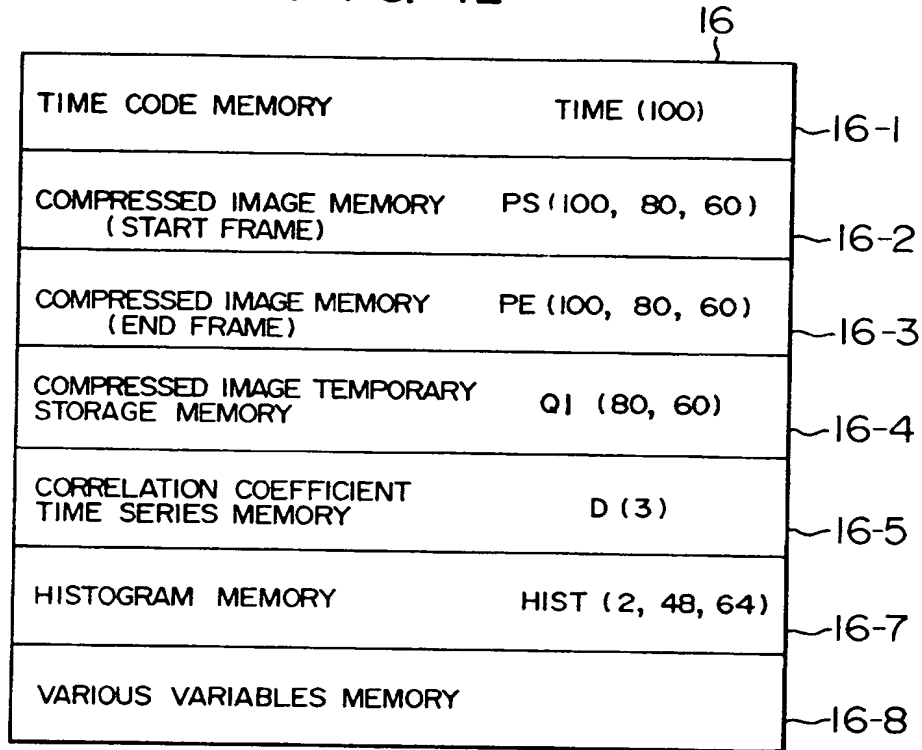 16
TIME CODE MEMORY TIME (100)
16-1
COMPRESSED IMAGE MEMORY PS (100, 80, 60)
(START FRAME)
16-2
COMPRESSED IMAGE MEMORY PE (100, 80, 60)
(END FRAME)
16-3
COMPRESSED IMAGE TEMPORARY
STORAGE MEMORY Q1 (80, 60)
16-4
CORRELATION COEFFICIENT
TIME SERIES MEMORY D (3)
16-5
HISTOGRAM MEMORY HIST (2, 48, 64)
16-7
VARIOUS VARIABLES MEMORY
16-8